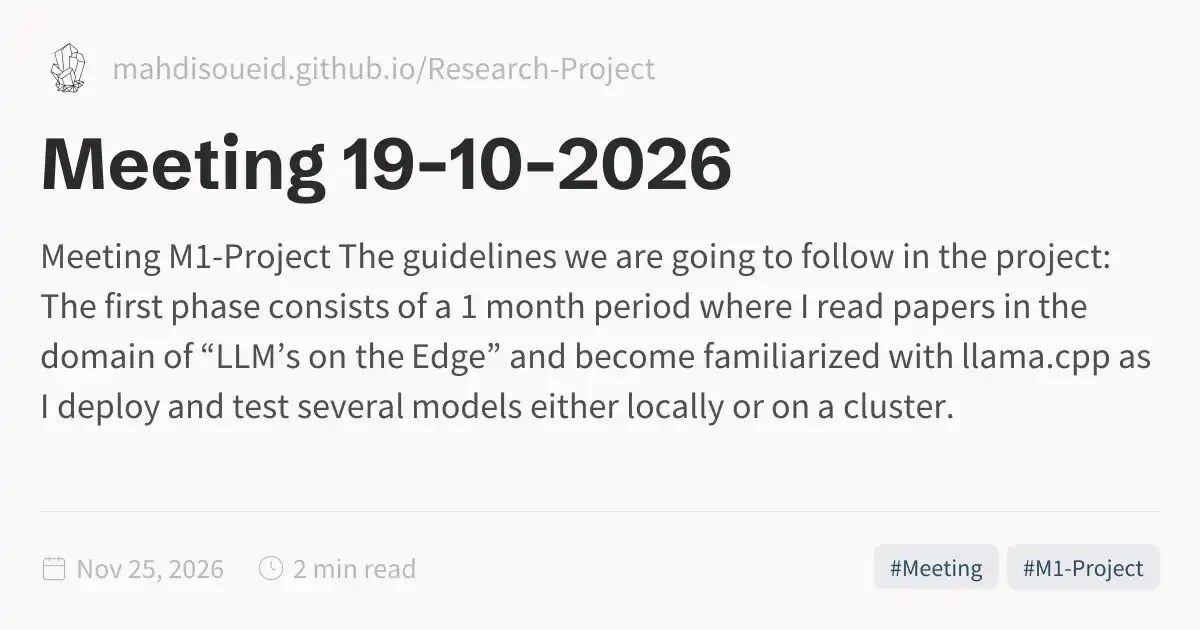 mahdisoueid.github.io/Research-Project
Meeting 19-10-2026
Meeting M1-Project The guidelines we are going to follow in the project:
The first phase consists of a 1 month period where I read papers in the
domain of “LLM’s on the Edge” and become familiarized with llama.cpp as
I deploy and test several models either locally or on a cluster.
Nov 25, 2026 2 min read #Meeting #M1-Project